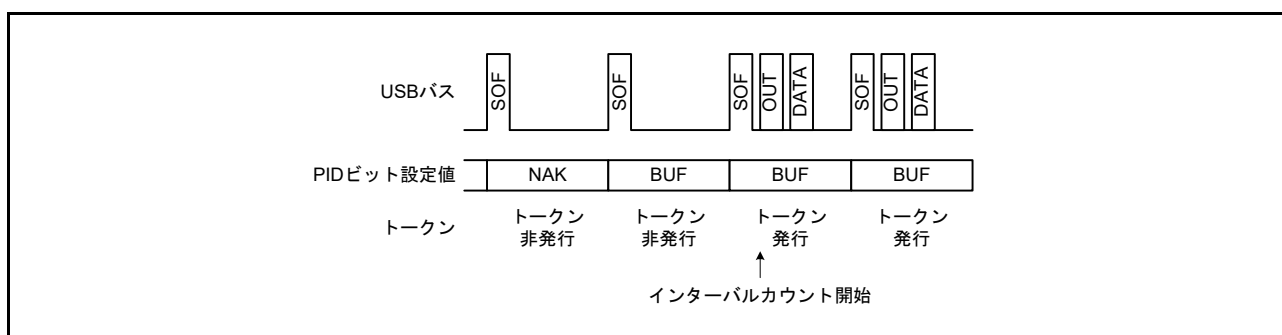 USBバス
SOF
SOF
SOF
OUT
DATA
SOF
OUT
DATA
PIDビット設定値
NAK
BUF
BUF
BUF
トークン
トークン
非発行
トークン
非発行
トークン
発行
トークン
発行
インターバルカウント開始